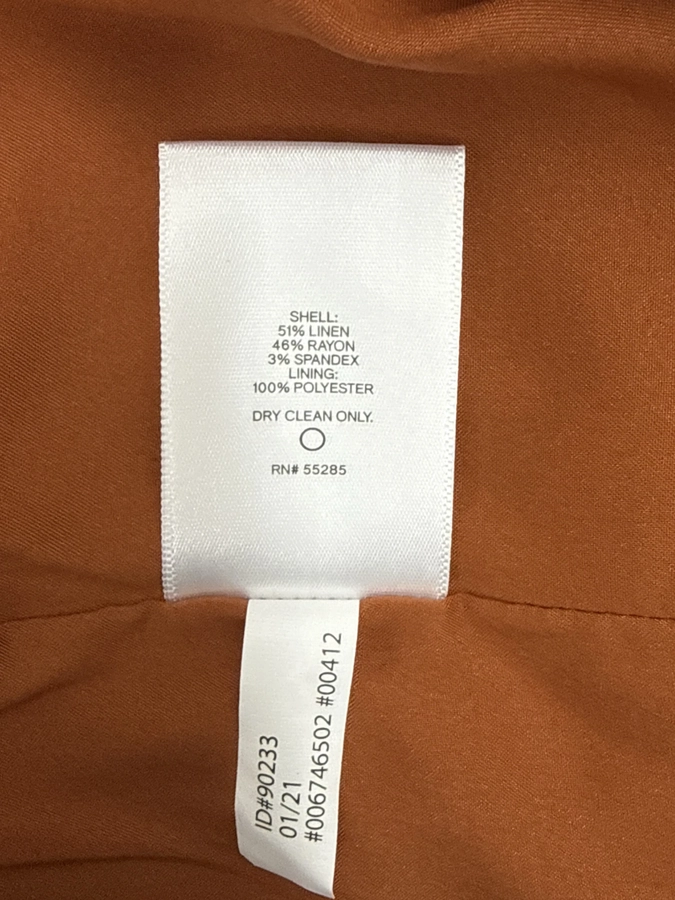 SHELL:
51% LINEN
46% RAYON
3% SPANDEX
LINING:
100% POLYESTER
DRY CLEAN ONLY.
RN# 55285
ID#90233
01/21
#006746502 #00412